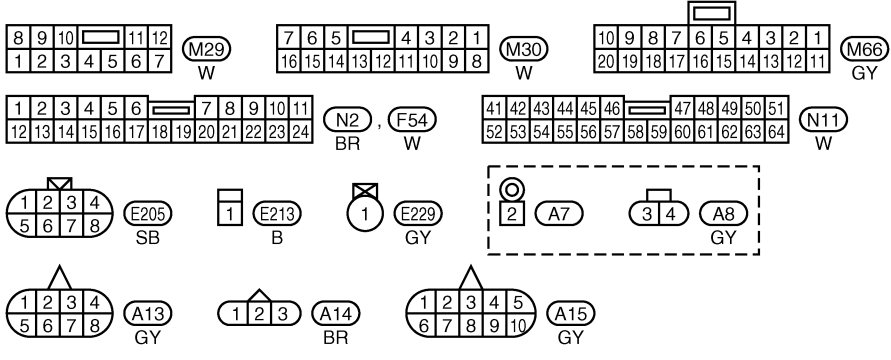 8 9 10 11 12
1 2 3 4 5 6 7
M29
W
7 6 5 4 3 2 1
16 15 14 13 12 11 10 9 8
M30
W
10 9 8 7 6 5 4 3 2 1
20 19 18 17 16 15 14 13 12 11
M66
GY
1 2 3 4 5 6 7 8 9 10 11
12 13 14 15 16 17 18 19 20 21 22 23 24
N2 , F54
BR W
41 42 43 44 45 46 47 48 49 50 51
52 53 54 55 56 57 58 59 60 61 62 63 64
N11
W
1 2 3 4
5 6 7 8
E205
SB
1
E213
B
1
E229
GY
2
A7
3 4
A8
GY
1 2 3 4
5 6 7 8
A13
GY
1 2 3
A14
BR
1 2 3 4 5
6 7 8 9 10
A15
GY